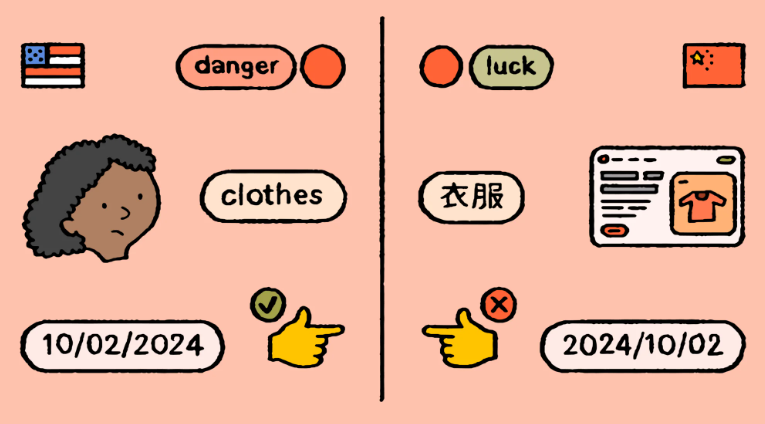 danger
luck
clothes
衣服
10/02/2024
2024/10/02